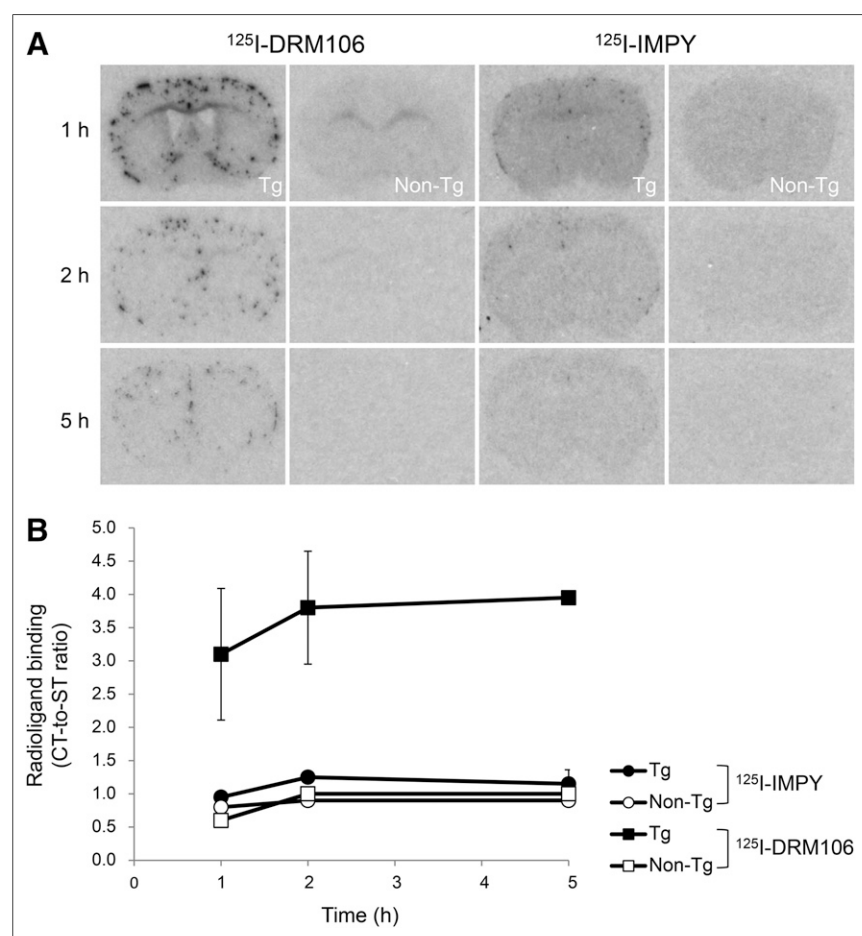 A
¹²⁵I-DRM106 ¹²⁵I-IMPY
1 h
Tg Non-Tg Tg Non-Tg
2 h
5 h
B
Radioligand binding
(CT-to-ST ratio)
5.0
4.5
4.0
3.5
3.0
2.5
2.0
1.5
1.0
0.5
0.0
0 1 2 3 4 5
Time (h)
Tg
Non-Tg
¹²⁵I-IMPY
Tg
Non-Tg
¹²⁵I-DRM106